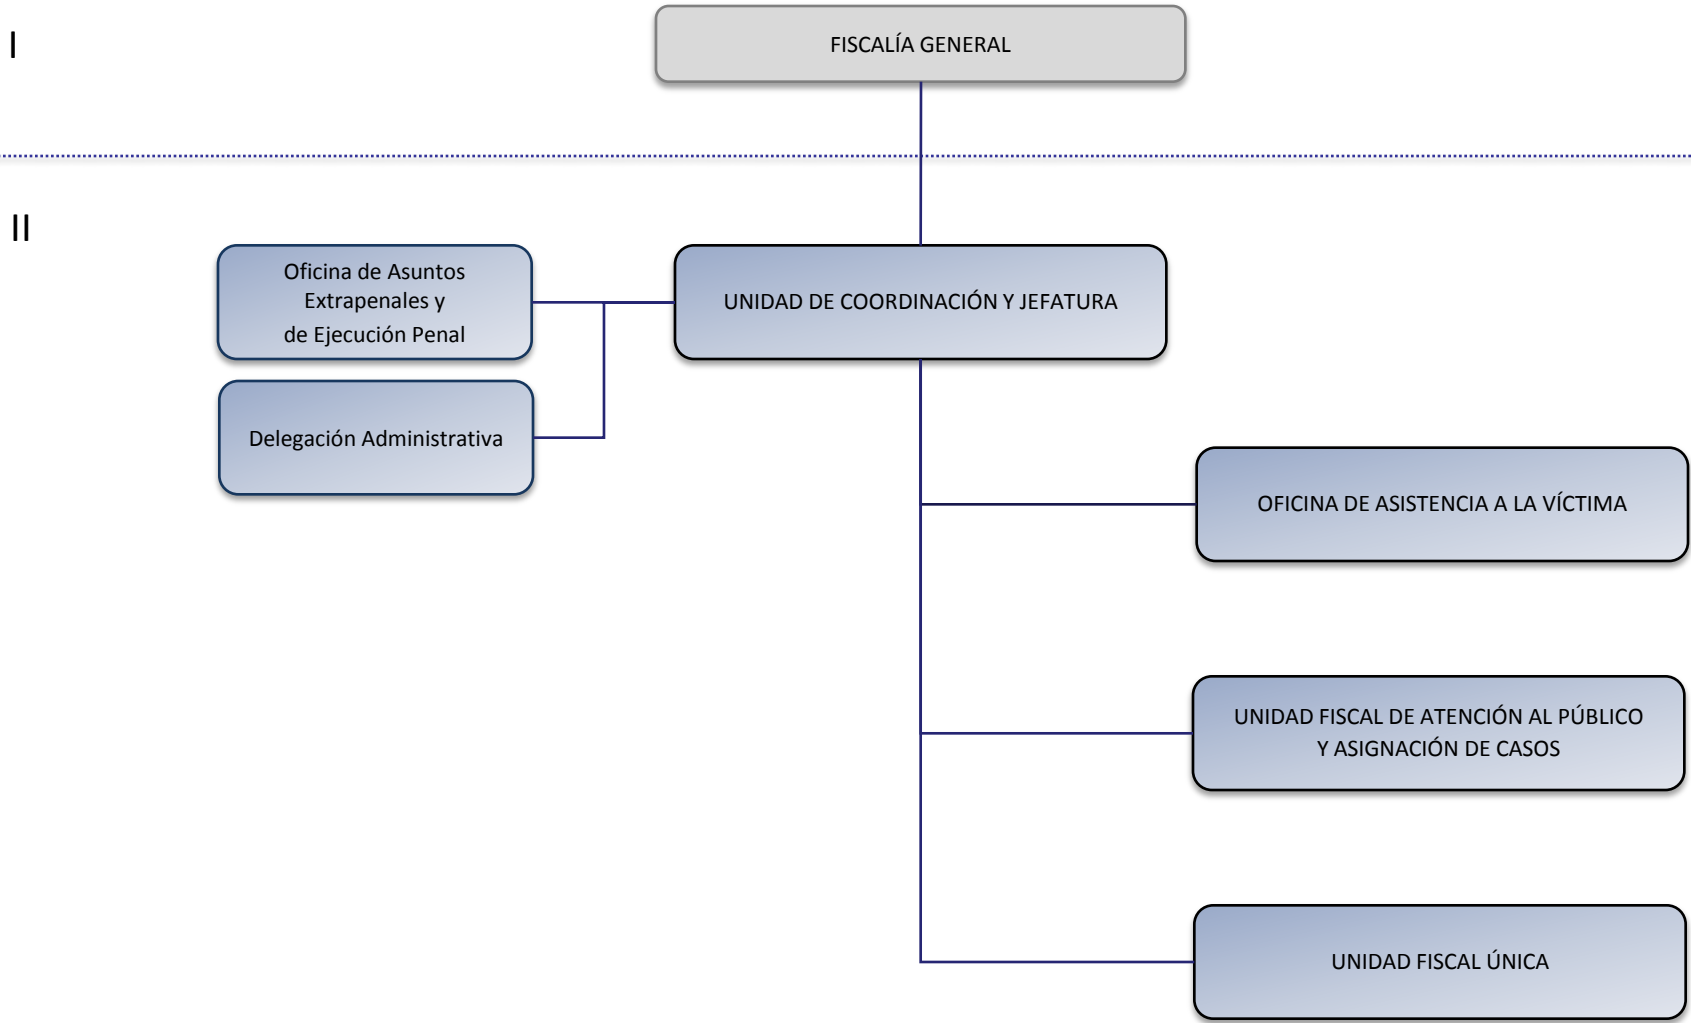 I
FISCALÍA GENERAL
II
Oficina de Asuntos
Extrapenales y
de Ejecución Penal
UNIDAD DE COORDINACIÓN Y JEFATURA
Delegación Administrativa
OFICINA DE ASISTENCIA A LA VÍCTIMA
UNIDAD FISCAL DE ATENCIÓN AL PÚBLICO
Y ASIGNACIÓN DE CASOS
UNIDAD FISCAL ÚNICA